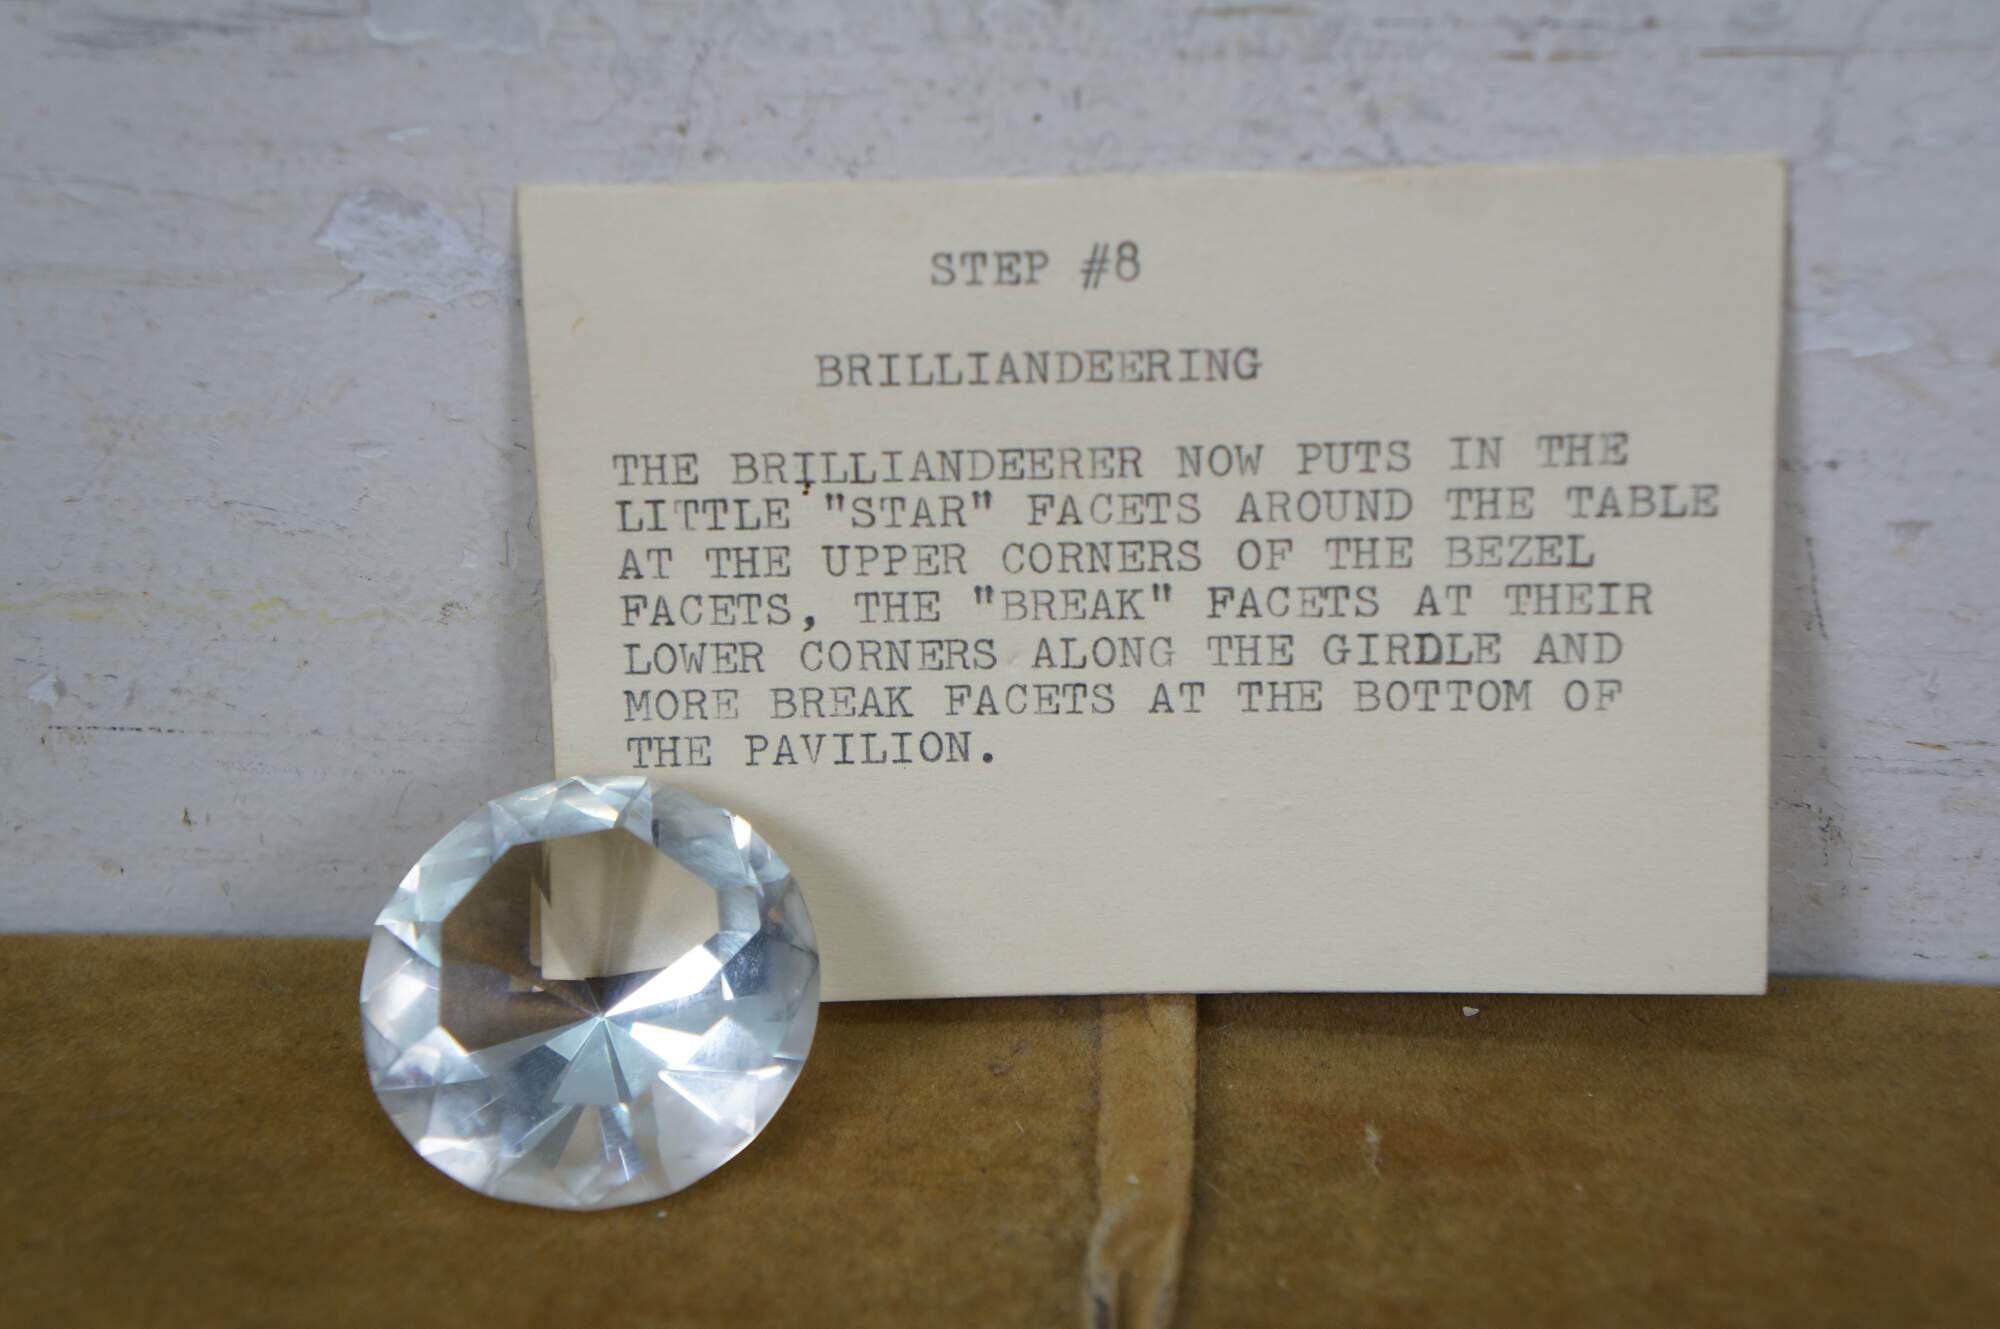 STEP #8
BRILLIANDEERING
THE BRILLIANDEERER NOW PUTS IN THE
LITTLE "STAR" FACETS AROUND THE TABLE
AT THE UPPER CORNERS OF THE BEZEL
FACETS, THE "BREAK" FACETS AT THEIR
LOWER CORNERS ALONG THE GIRDLE AND
MORE BREAK FACETS AT THE BOTTOM OF
THE PAVILION.